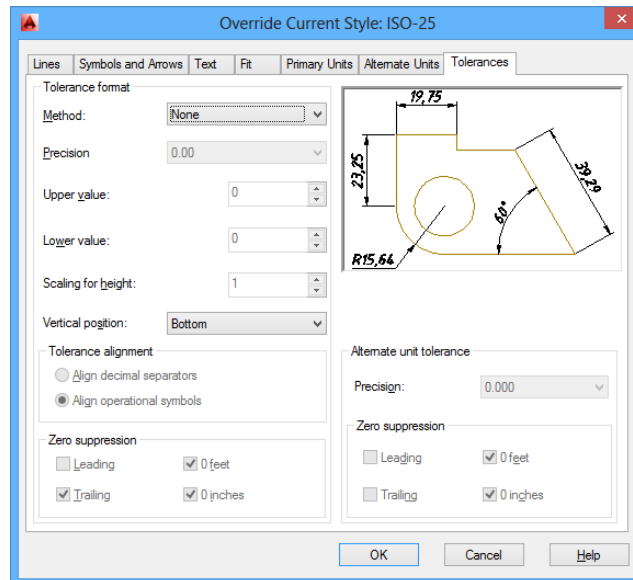 Override Current Style: ISO-25
Lines Symbols and Arrows Text Fit Primary Units Alternate Units Tolerances
Tolerance format
Method: None
Precision 0.00
Upper value: 0
Lower value: 0
Scaling for height: 1
Vertical position: Bottom
Tolerance alignment
Align decimal separators
Align operational symbols
Zero suppression
Leading 0 feet
Trailing 0 inches
19,75
23,25
39,29
60°
R15,64
Alternate unit tolerance
Precision: 0.000
Zero suppression
Leading 0 feet
Trailing 0 inches
OK Cancel Help